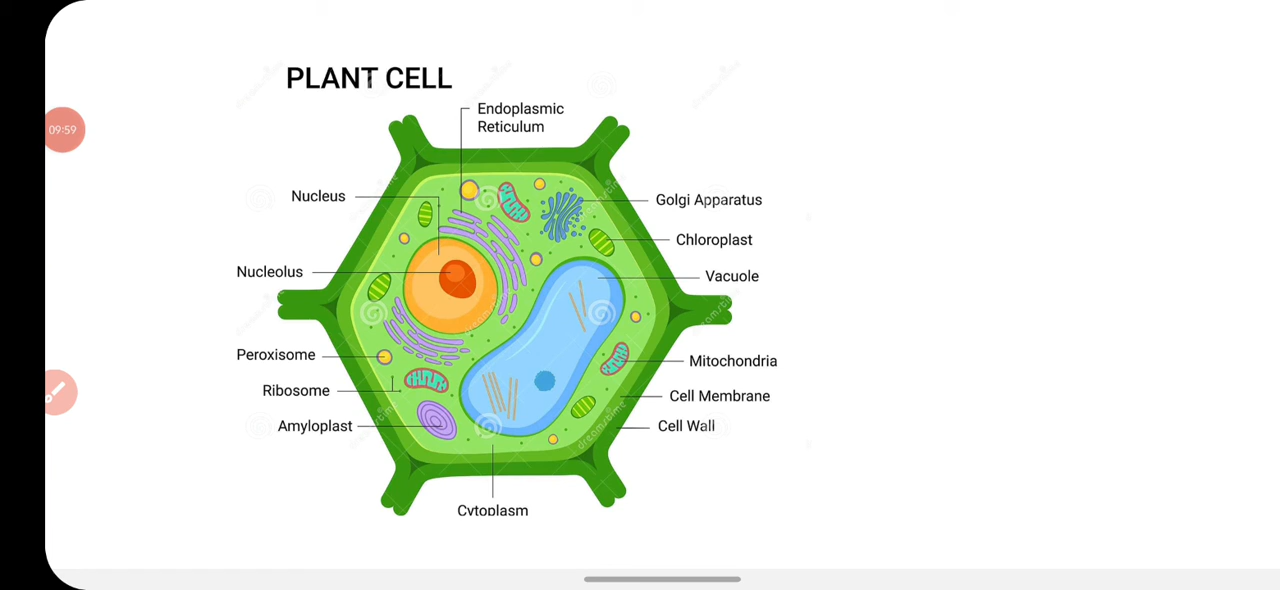 PLANT CELL
Endoplasmic
Reticulum
09:59
Nucleus
Golgi Apparatus
Chloroplast
Nucleolus
Vacuole
Peroxisome
Mitochondria
Ribosome
Cell Membrane
Amyloplast
Cell Wall
Cytoplasm
dreamstime